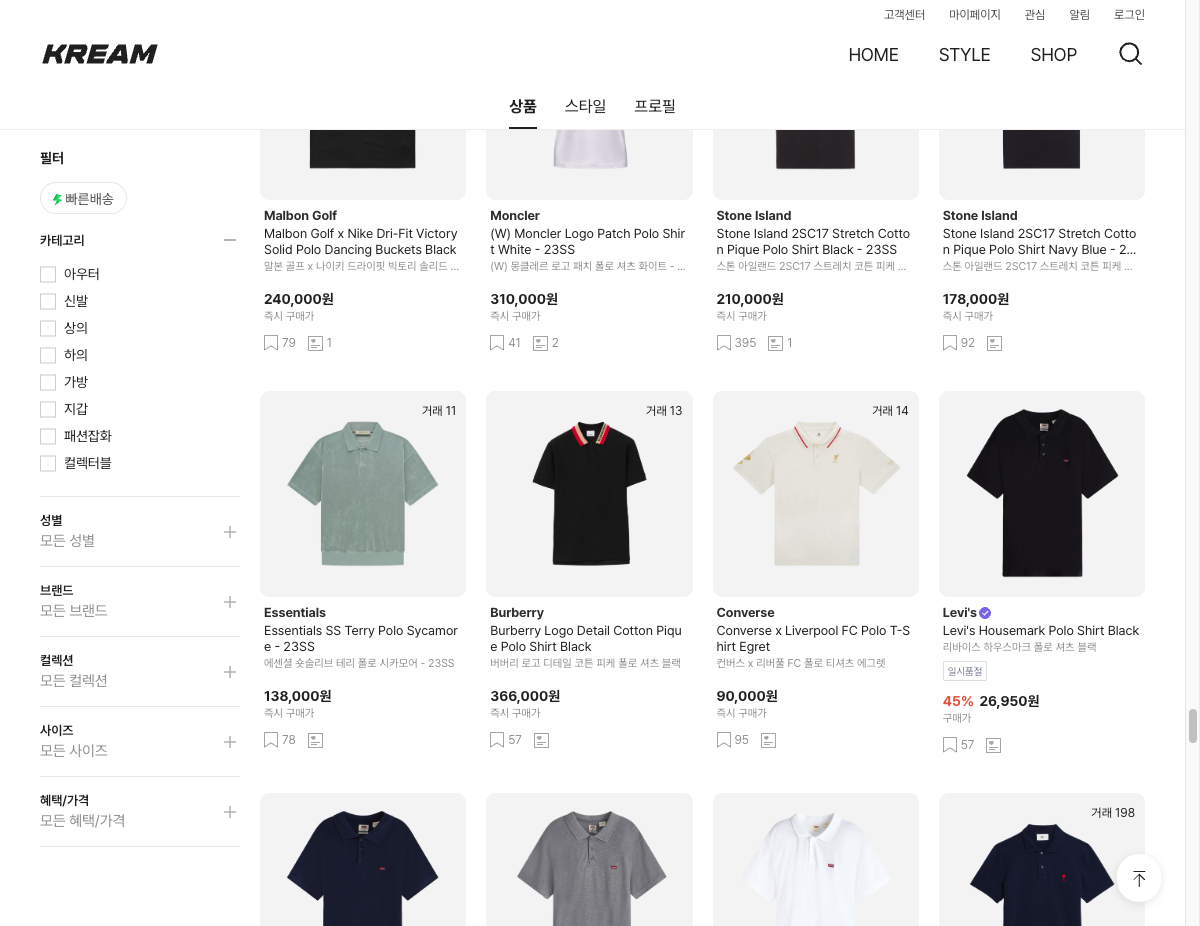 고객센터 마이페이지 관심 알림 로그인
KREAM
HOME STYLE SHOP
상품 스타일 프로필
필터
빠른배송
카테고리
아우터
신발
상의
하의
가방
지갑
패션잡화
컬렉터블
성별
모든 성별
브랜드
모든 브랜드
컬렉션
모든 컬렉션
사이즈
모든 사이즈
혜택/가격
모든 혜택/가격
Malbon Golf
Malbon Golf x Nike Dri-Fit Victory
Solid Polo Dancing Buckets Black
말본 골프 x 나이키 드라이핏 빅토리 솔리드 ...
240,000원
즉시 구매가
79 1
Moncler
(W) Moncler Logo Patch Polo Shir
t White - 23SS
(W) 몽클레르 로고 패치 폴로 셔츠 화이트 - ...
310,000원
즉시 구매가
41 2
Stone Island
Stone Island 2SC17 Stretch Cotto
n Pique Polo Shirt Black - 23SS
스톤 아일랜드 2SC17 스트레치 코튼 피케 ...
210,000원
즉시 구매가
395 1
Stone Island
Stone Island 2SC17 Stretch Cotto
n Pique Polo Shirt Navy Blue - 2...
스톤 아일랜드 2SC17 스트레치 코튼 피케 ...
178,000원
즉시 구매가
92
거래 11
Essentials
Essentials SS Terry Polo Sycamor
e - 23SS
에센셜 숏슬리브 테리 폴로 시카모어 - 23SS
138,000원
즉시 구매가
78
거래 13
Burberry
Burberry Logo Detail Cotton Piqu
e Polo Shirt Black
버버리 로고 디테일 코튼 피케 폴로 셔츠 블랙
366,000원
즉시 구매가
57
거래 14
Converse
Converse x Liverpool FC Polo T-S
hirt Egret
컨버스 x 리버풀 FC 폴로 티셔츠 에그렛
90,000원
즉시 구매가
95
Levi's
Levi's Housemark Polo Shirt Black
리바이스 하우스마크 폴로 셔츠 블랙
일시품절
45% 26,950원
구매가
57
거래 198